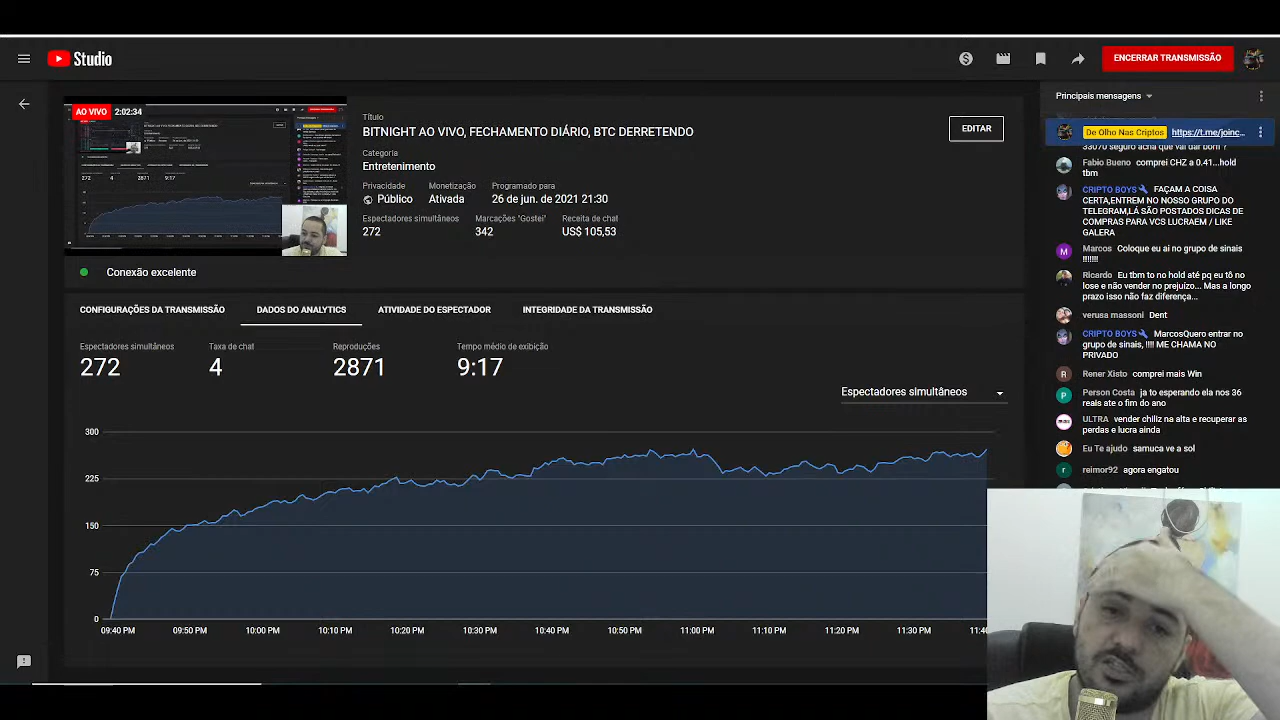 Studio
ENCERRAR TRANSMISSÃO
AO VIVO 2:02:34
Título
BITNIGHT AO VIVO, FECHAMENTO DIÁRIO, BTC DERRETENDO
EDITAR
Categoria
Entretenimento
Privacidade
Público
Monetização
Ativada
Programado para
26 de jun. de 2021 21:30
Espectadores simultâneos
272
Marcações "Gostei"
342
Receita de chat
US$ 105,53
Conexão excelente
CONFIGURAÇÕES DA TRANSMISSÃO
DADOS DO ANALYTICS
ATIVIDADE DO ESPECTADOR
INTEGRIDADE DA TRANSMISSÃO
Espectadores simultâneos
272
Taxa de chat
4
Reproduções
2871
Tempo médio de exibição
9:17
Espectadores simultâneos
300
225
150
75
0
09:40 PM 09:50 PM 10:00 PM 10:10 PM 10:20 PM 10:30 PM 10:40 PM 10:50 PM 11:00 PM 11:10 PM 11:20 PM 11:30 PM 11:40
Principais mensagens
De Olho Nas Criptos https://t.me/joinc...
Fabio Bueno comprei CHZ a 0.41...hold
tbm
CRIPTO BOYS FAÇAM A COISA
CERTA,ENTREM NO NOSSO GRUPO DO
TELEGRAM,LÁ SÃO POSTADOS DICAS DE
COMPRAS PARA VCS LUCRAEM / LIKE
GALERA
Marcos Coloque eu ai no grupo de sinais
!!!!!!!
Ricardo Eu tbm to no hold até pq eu tô no
lose e não vender no prejuízo... Mas a longo
prazo isso não faz diferença...
verusa massoni Dent
CRIPTO BOYS MarcosQuero entrar no
grupo de sinais, !!!! ME CHAMA NO
PRIVADO
Rener Xisto comprei mais Win
Person Costa ja to esperando ela nos 36
reais ate o fim do ano
ULTRA vender chiliz na alta e recuperar as
perdas e lucra ainda
Eu Te ajudo samuca ve a sol
reimor92 agora engatou